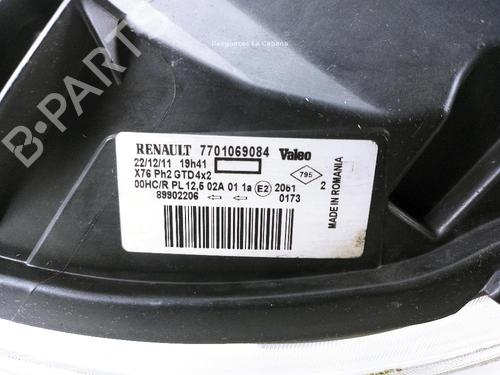 Desguaces La Cabaña
B-PARTS
RENAULT 7701069084 Valeo
22/12/11 19h41
X76 Ph2 GTD4x2
00HC/R PL 12,5 02A 01 1a E2 2061
89902206 0173
795
2
MADE IN ROMANIA